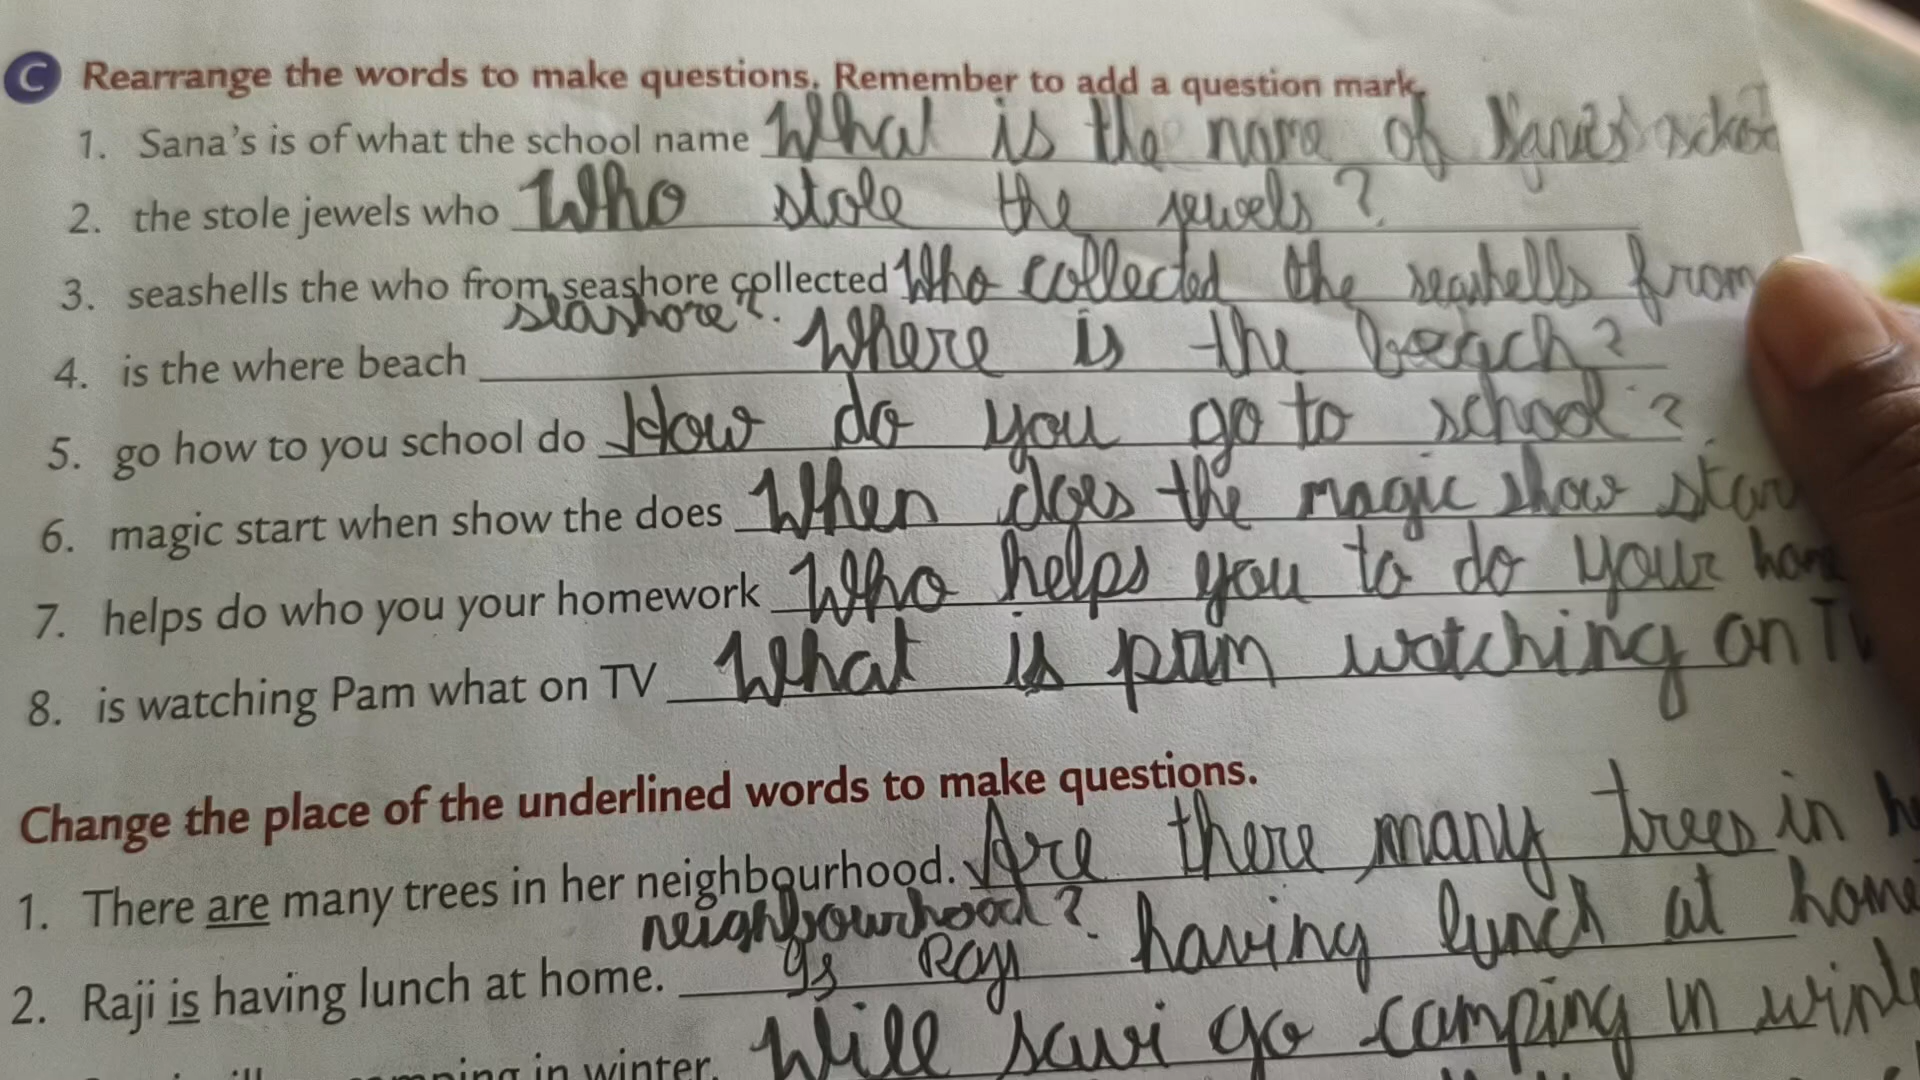 C Rearrange the words to make questions. Remember to add a question mark.
1. Sana's is of what the school name What is the name of Sana's
2. the stole jewels who Who stole the jewels?
3. seashells the who from seashore collected Who collected the seashells from
seashore?
4. is the where beach Where is the beach?
5. go how to you school do How do you go to school?
6. magic start when show the does When does the magic show
7. helps do who you your homework Who helps you to do your
8. is watching Pam what on TV What is pam watching on TV
Change the place of the underlined words to make questions.
1. There are many trees in her neighbourhood. Are there many trees in
neighbourhood?
2. Raji is having lunch at home. Is Raji having lunch at home
in winter. Will savi go camping in